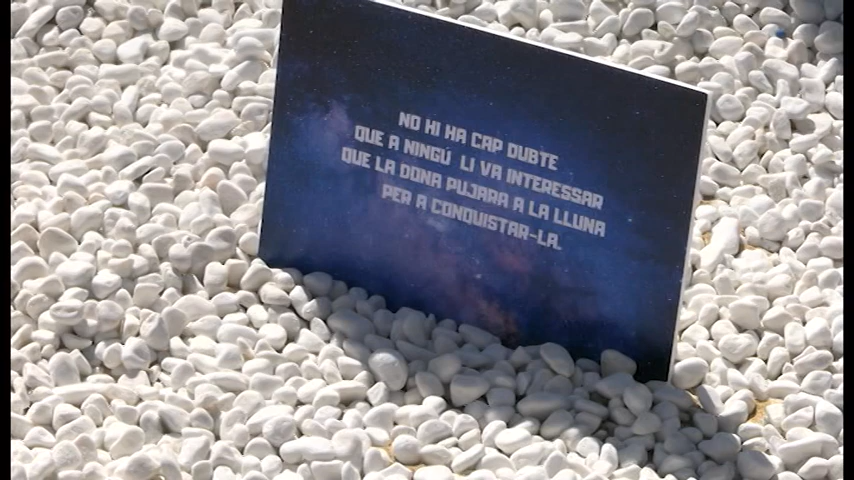 NO HI HA CAP DUBTE
QUE A NINGÚ LI VA INTERESSAR
QUE LA DONA PUJARA A LA LLUNA
PER A CONQUISTAR-LA.